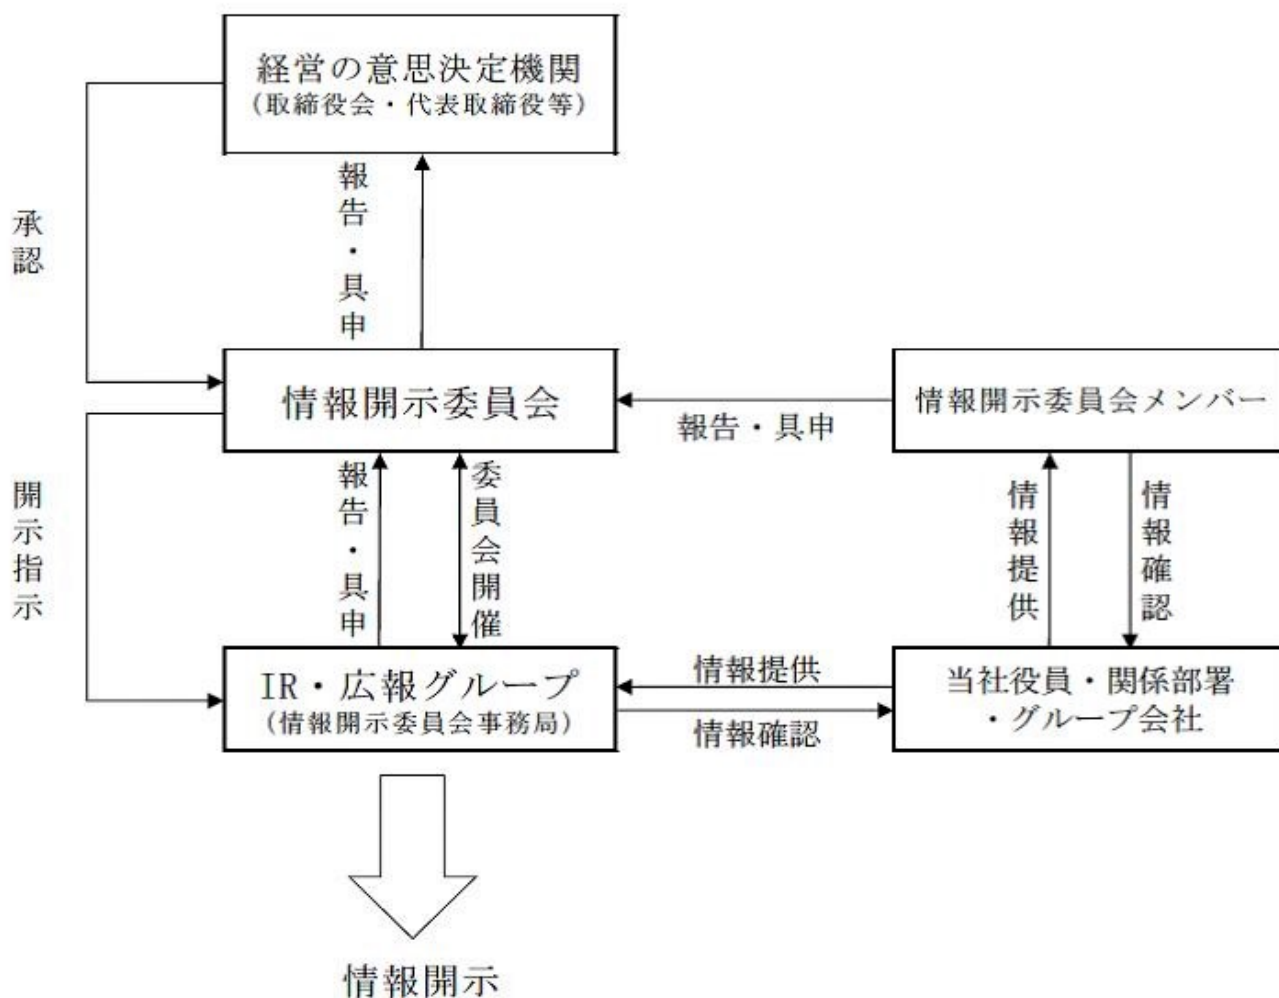 経営の意思決定機関
(取締役会・代表取締役等)
報告・具申
承認
情報開示委員会
報告・具申
情報開示委員会メンバー
開示指示
報告・具申
委員会開催
情報提供
情報確認
IR・広報グループ
(情報開示委員会事務局)
情報提供
情報確認
当社役員・関係部署
・グループ会社
情報開示